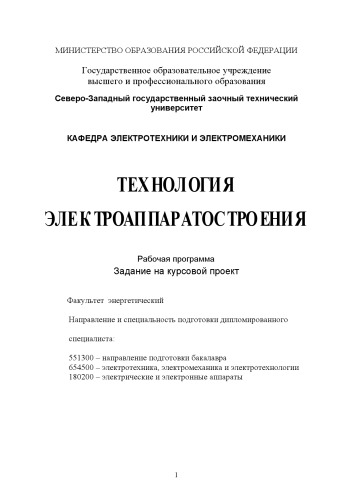 МИНИСТЕРСТВО ОБРАЗОВАНИЯ РОССИЙСКОЙ ФЕДЕРАЦИИ
Государственное образовательное учреждение
высшего и профессионального образования
Северо-Западный государственный заочный технический
университет
КАФЕДРА ЭЛЕКТРОТЕХНИКИ И ЭЛЕКТРОМЕХАНИКИ
ТЕХНОЛОГИЯ
ЭЛЕКТРОАППАРАТОСТРОЕНИЯ
Рабочая программа
Задание на курсовой проект
Факультет энергетический
Направление и специальность подготовки дипломированного
специалиста:
551300 – направление подготовки бакалавра
654500 – электротехника, электромеханика и электротехнологии
180200 – электрические и электронные аппараты
1